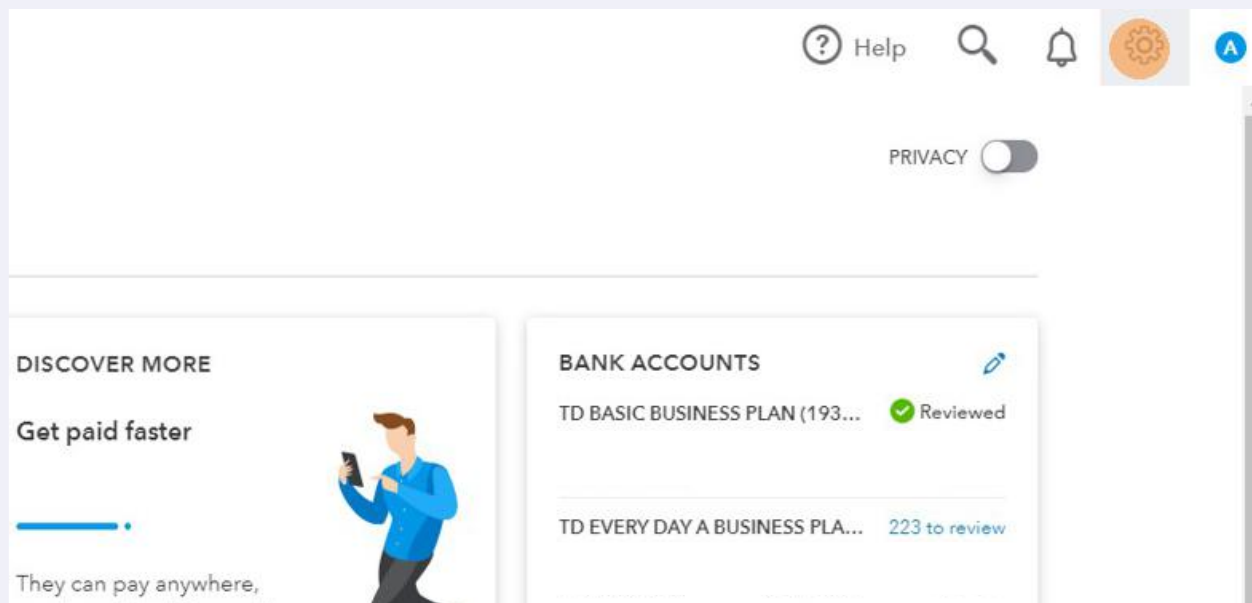 Help
A
PRIVACY
DISCOVER MORE
Get paid faster
They can pay anywhere,
BANK ACCOUNTS
TD BASIC BUSINESS PLAN (193... Reviewed
TD EVERY DAY A BUSINESS PLA... 223 to review